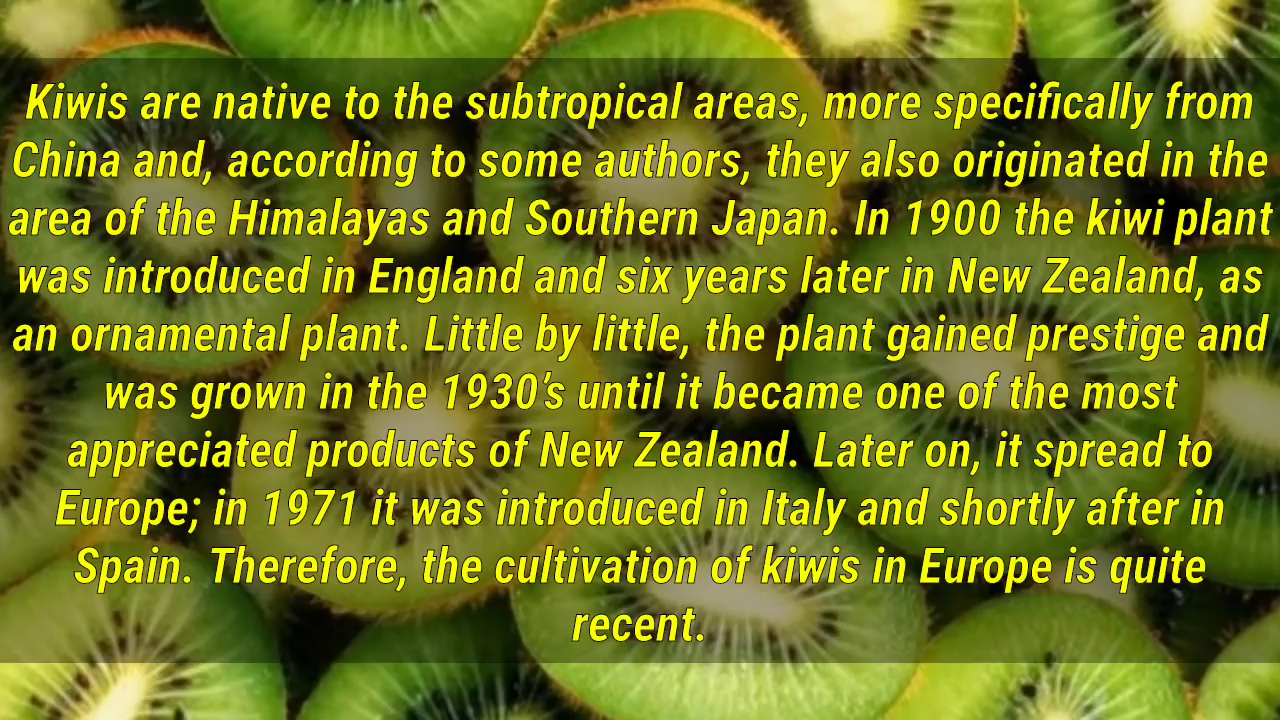 Kiwis are native to the subtropical areas, more specifically from
China and, according to some authors, they also originated in the
area of the Himalayas and Southern Japan. In 1900 the kiwi plant
was introduced in England and six years later in New Zealand, as
an ornamental plant. Little by little, the plant gained prestige and
was grown in the 1930’s until it became one of the most
appreciated products of New Zealand. Later on, it spread to
Europe; in 1971 it was introduced in Italy and shortly after in
Spain. Therefore, the cultivation of kiwis in Europe is quite
recent.